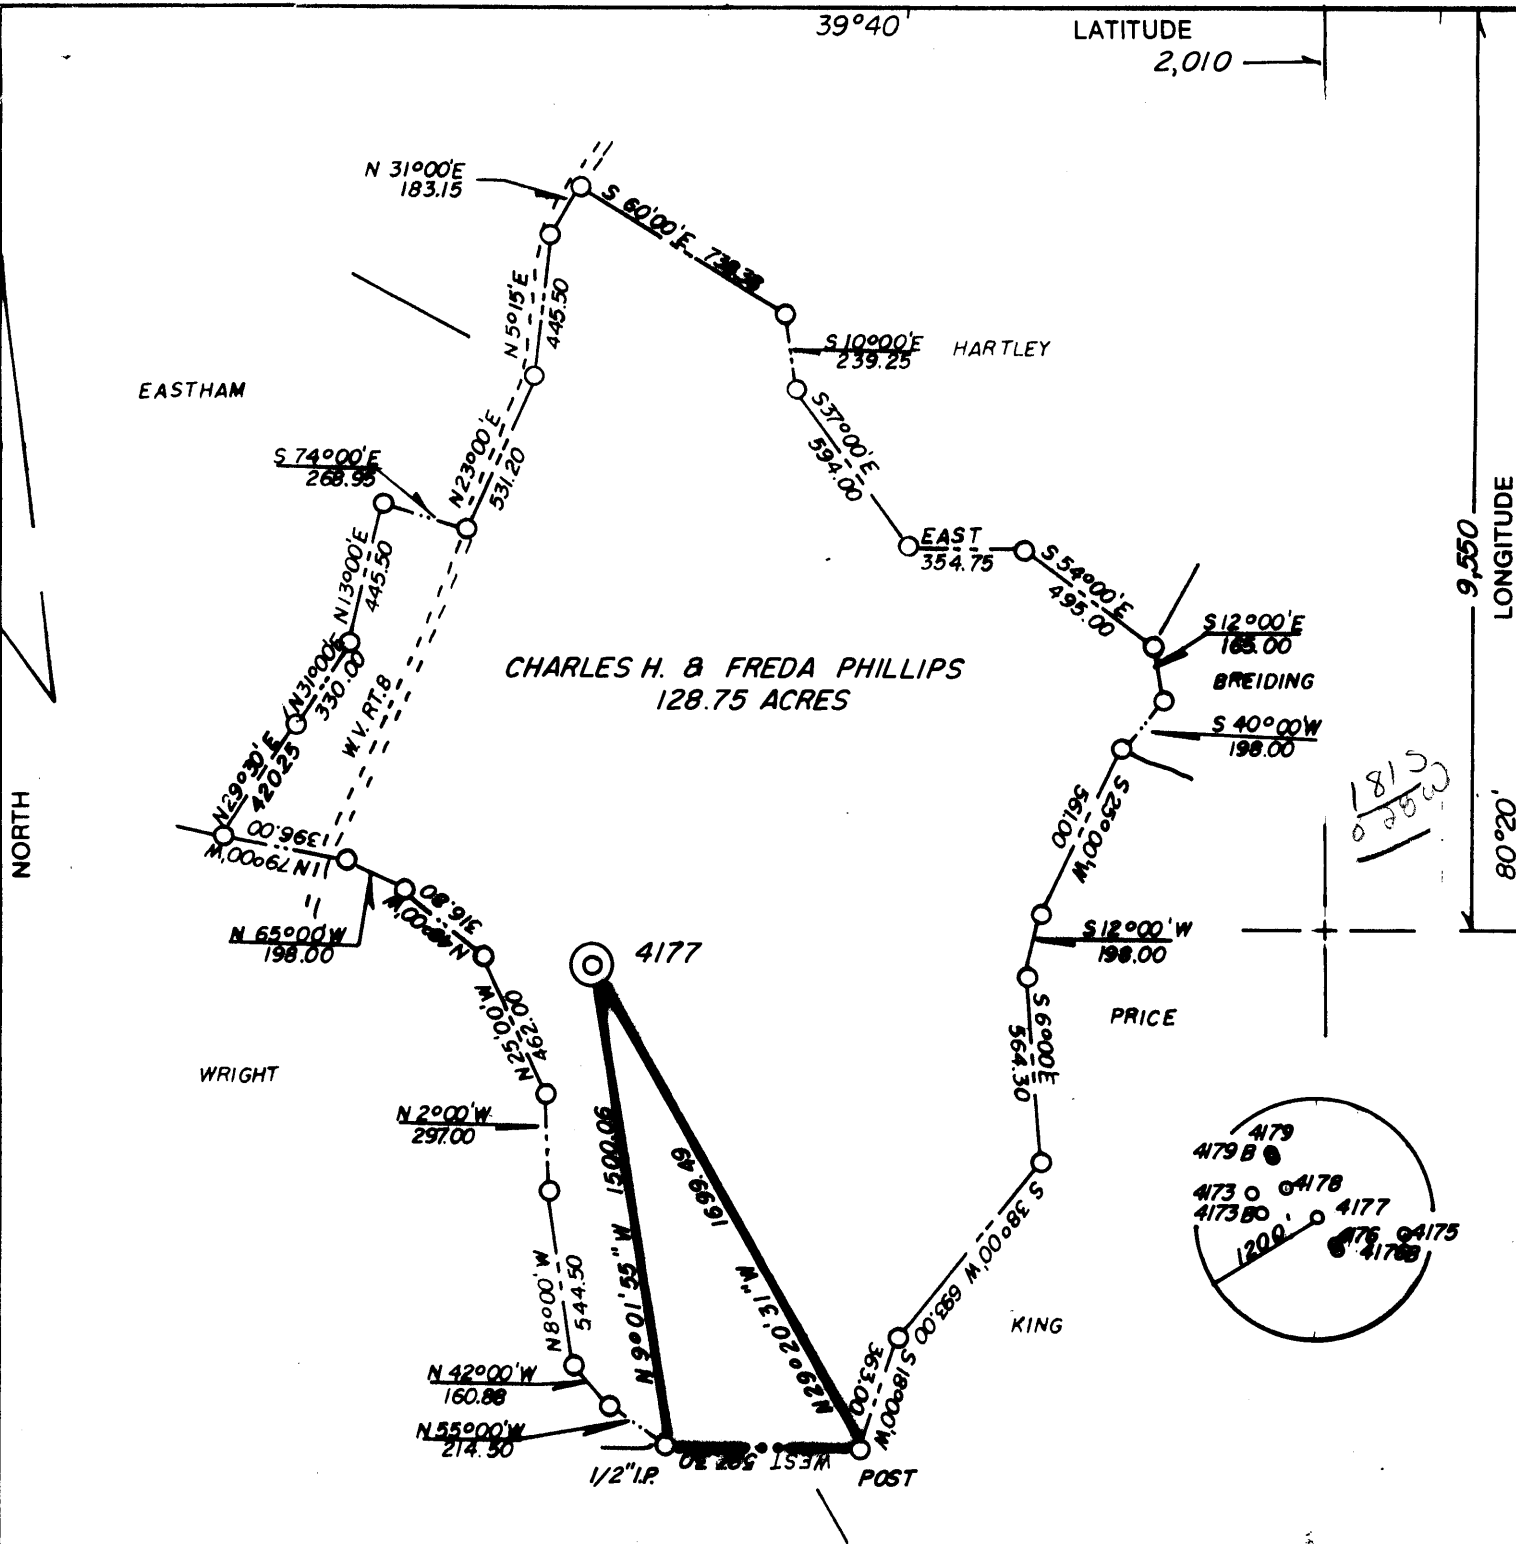 39°40'
LATITUDE
2,010
N 31°00'E
183.15
S 60°00'E 738.38
N 5°15'E
445.50
S 10°00'E
239.25
HARTLEY
EASTHAM
S 37°00'E
594.00
N 23°00'E
531.20
S 74°00'E
268.95
EAST
354.75
S 54°00'E
495.00
9,550
LONGITUDE
N 13°00'E
445.50
S 12°00'E
165.00
CHARLES H. & FREDA PHILLIPS
128.75 ACRES
BREIDING
N 31°00'E
330.00
W.V. RT. 8
S 40°00'W
198.00
N 29°30'E
420.25
S 25°00'W
561.00
1815
80°20'
NORTH
1396.00
N 79°00'W
316.80
N 65°00'W
198.00
S 12°00'W
198.00
4177
N 25°00'W
462.00
S 6°00'E
564.30
PRICE
WRIGHT
N 2°00'W
297.00
4179
4179 B
4178
4173
4173 B
4177
4176
4176B
4175
1200'
N 9°10'55" W 1500.90
1699.49
N 29°20'31" W
S 38°00'W 693.00
N 8°00'W
544.50
KING
S 18°00'W
363.00
N 42°00'W
160.88
N 55°00'W
214.50
WEST
1/2" I.P.
POST